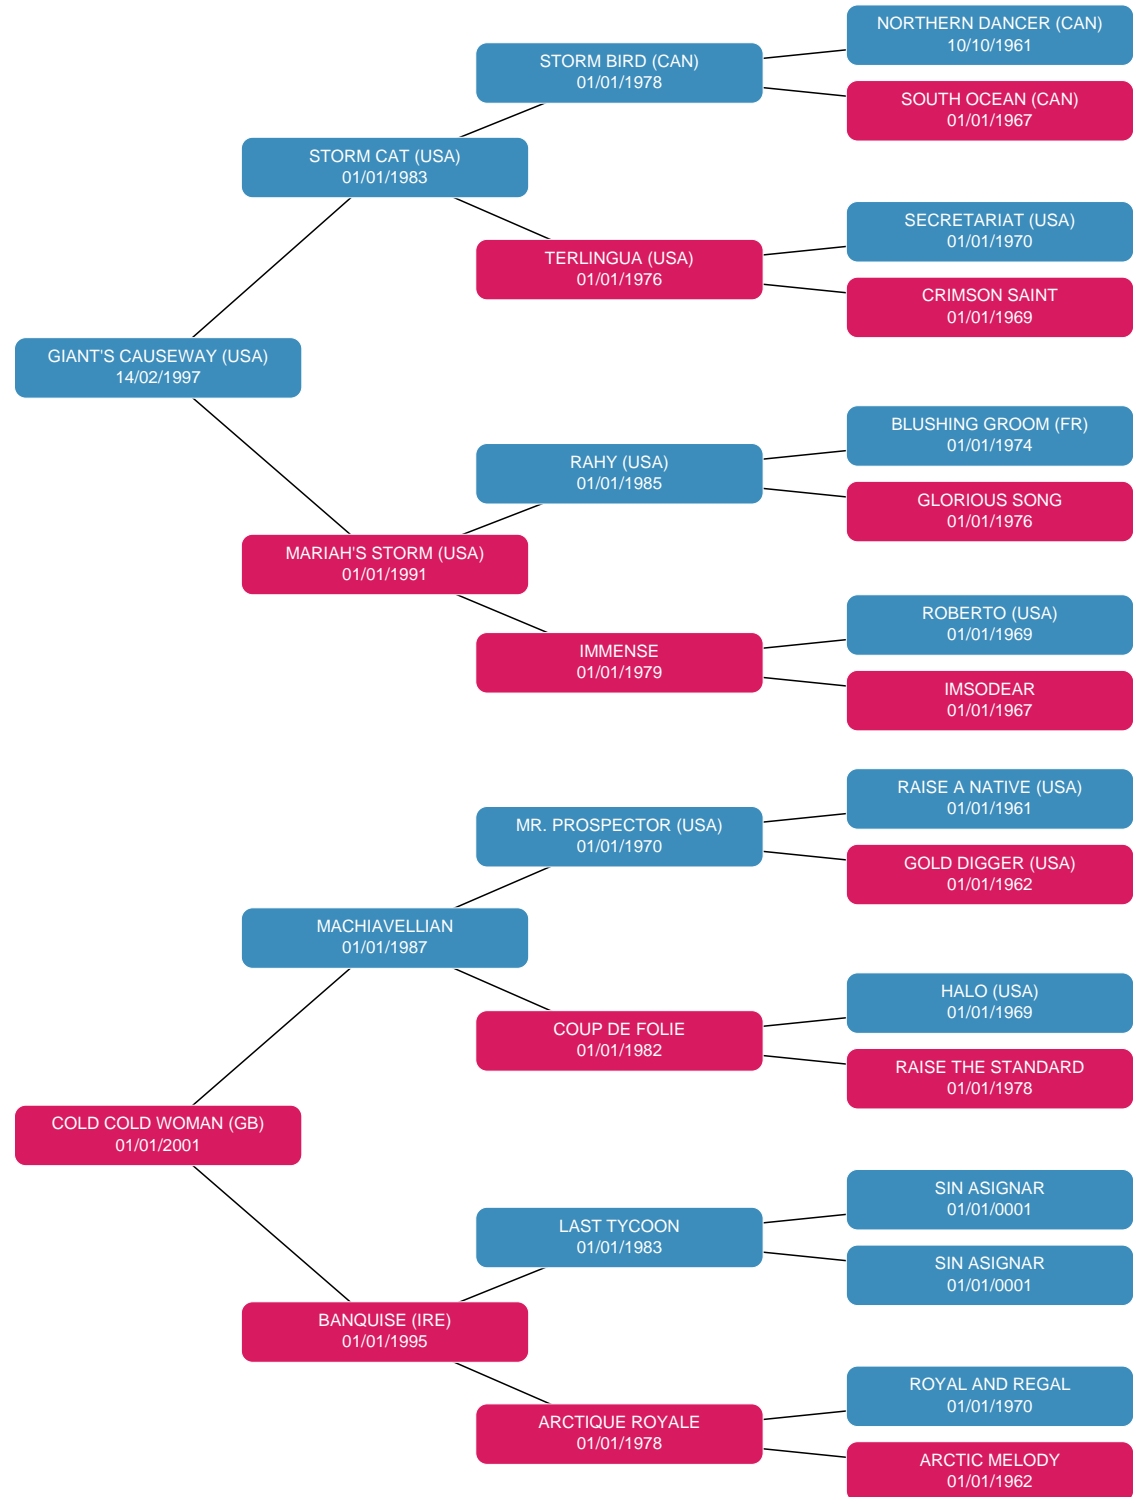 NORTHERN DANCER (CAN)
10/10/1961
STORM BIRD (CAN)
01/01/1978
SOUTH OCEAN (CAN)
01/01/1967
STORM CAT (USA)
01/01/1983
SECRETARIAT (USA)
01/01/1970
TERLINGUA (USA)
01/01/1976
CRIMSON SAINT
01/01/1969
GIANT'S CAUSEWAY (USA)
14/02/1997
BLUSHING GROOM (FR)
01/01/1974
RAHY (USA)
01/01/1985
GLORIOUS SONG
01/01/1976
MARIAH'S STORM (USA)
01/01/1991
ROBERTO (USA)
01/01/1969
IMMENSE
01/01/1979
IMSODEAR
01/01/1967
RAISE A NATIVE (USA)
01/01/1961
MR. PROSPECTOR (USA)
01/01/1970
GOLD DIGGER (USA)
01/01/1962
MACHIAVELLIAN
01/01/1987
HALO (USA)
01/01/1969
COUP DE FOLIE
01/01/1982
RAISE THE STANDARD
01/01/1978
COLD COLD WOMAN (GB)
01/01/2001
SIN ASIGNAR
01/01/0001
LAST TYCOON
01/01/1983
SIN ASIGNAR
01/01/0001
BANQUISE (IRE)
01/01/1995
ROYAL AND REGAL
01/01/1970
ARCTIQUE ROYALE
01/01/1978
ARCTIC MELODY
01/01/1962